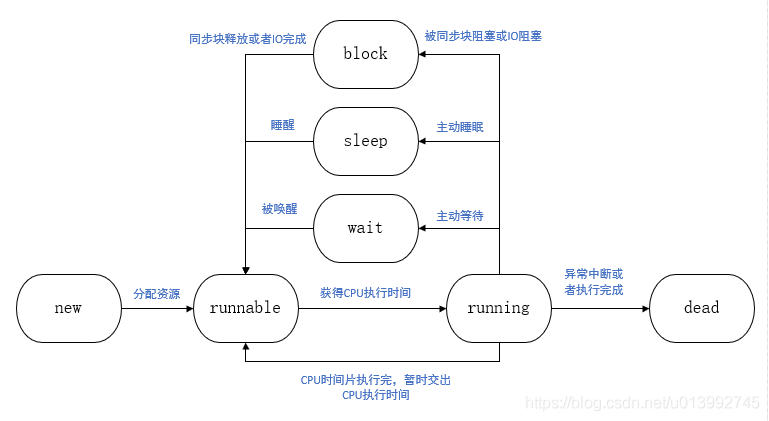 同步块释放或者IO完成
block
被同步块阻塞或IO阻塞
睡醒
sleep
主动睡眠
被唤醒
wait
主动等待
new
分配资源
runnable
获得CPU执行时间
running
异常中断或
者执行完成
dead
CPU时间片执行完，暂时交出
CPU执行时间
https://blog.csdn.net/u013992745